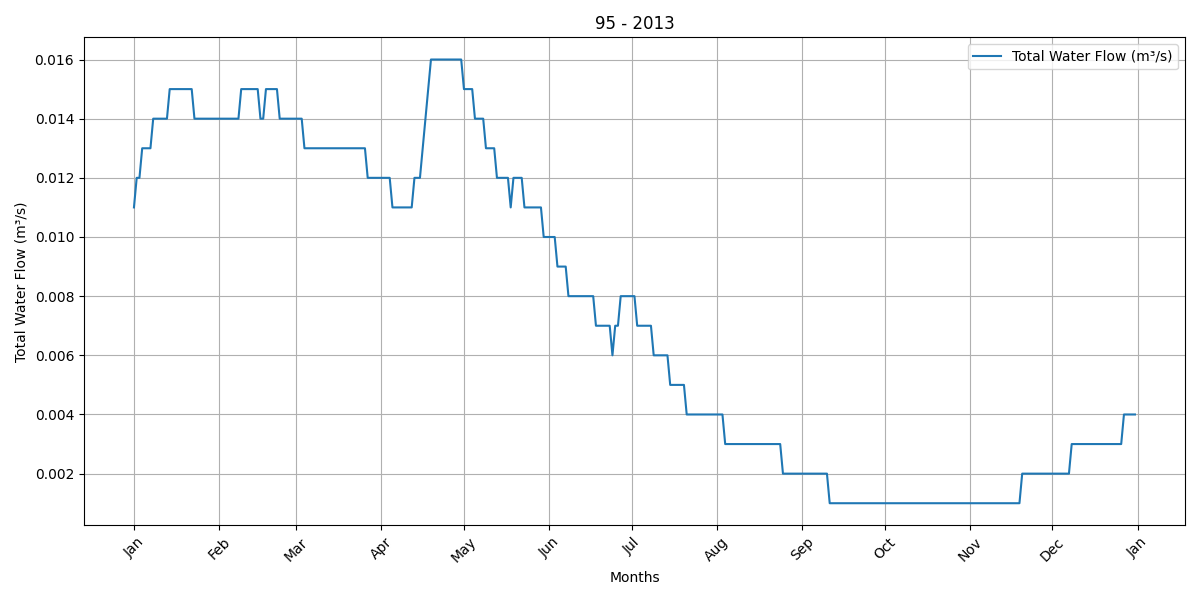 95 - 2013
Total Water Flow (m³/s)
Total Water Flow (m³/s)
0.016
0.014
0.012
0.010
0.008
0.006
0.004
0.002
Jan
Feb
Mar
Apr
May
Jun
Jul
Aug
Sep
Oct
Nov
Dec
Jan
Months